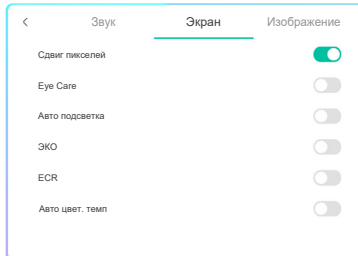 Звук Экран Изображение
Сдвиг пикселей
Eye Care
Авто подсветка
ЭКО
ECR
Авто цвет. темп